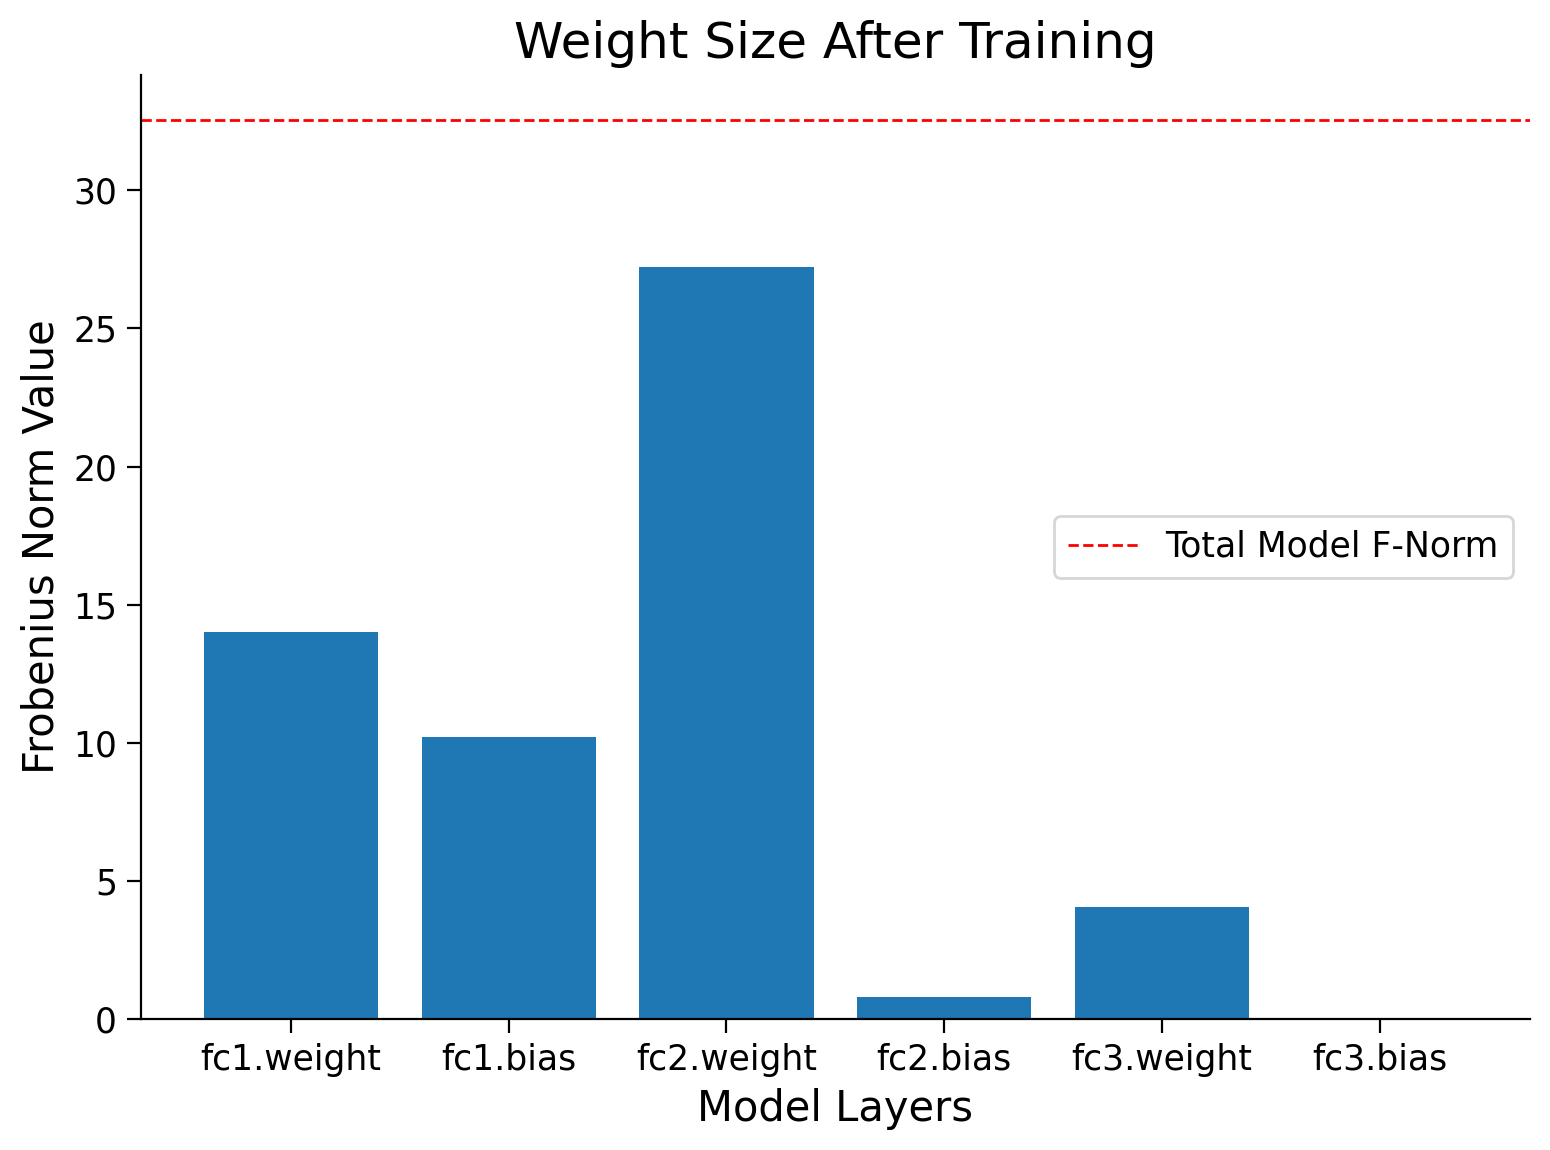 Weight Size After Training
Frobenius Norm Value
30
25
20
15
10
5
0
Total Model F-Norm
fc1.weight fc1.bias fc2.weight fc2.bias fc3.weight fc3.bias
Model Layers